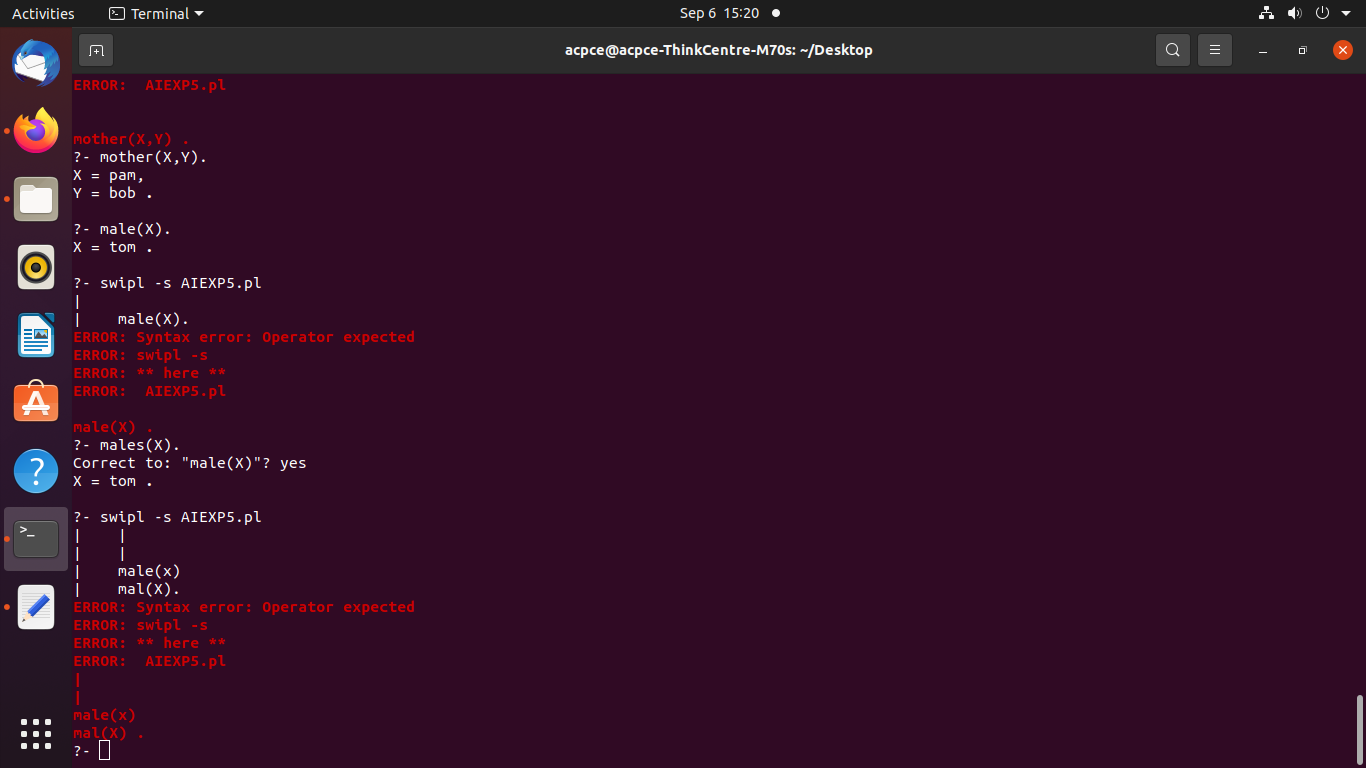 Activities
Terminal
Sep 6 15:20
acpce@acpce-ThinkCentre-M70s: ~/Desktop
ERROR:  AIEXP5.pl
mother(X,Y) .
?- mother(X,Y).
X = pam,
Y = bob .
?- male(X).
X = tom .
?- swipl -s AIEXP5.pl
|
|    male(X).
ERROR: Syntax error: Operator expected
ERROR: swipl -s
ERROR: ** here **
ERROR:  AIEXP5.pl
male(X) .
?- males(X).
Correct to: "male(X)"? yes
X = tom .
?- swipl -s AIEXP5.pl
|    |
|    |
|    male(x)
|    mal(X).
ERROR: Syntax error: Operator expected
ERROR: swipl -s
ERROR: ** here **
ERROR:  AIEXP5.pl
|
|
male(x)
mal(X) .
?-